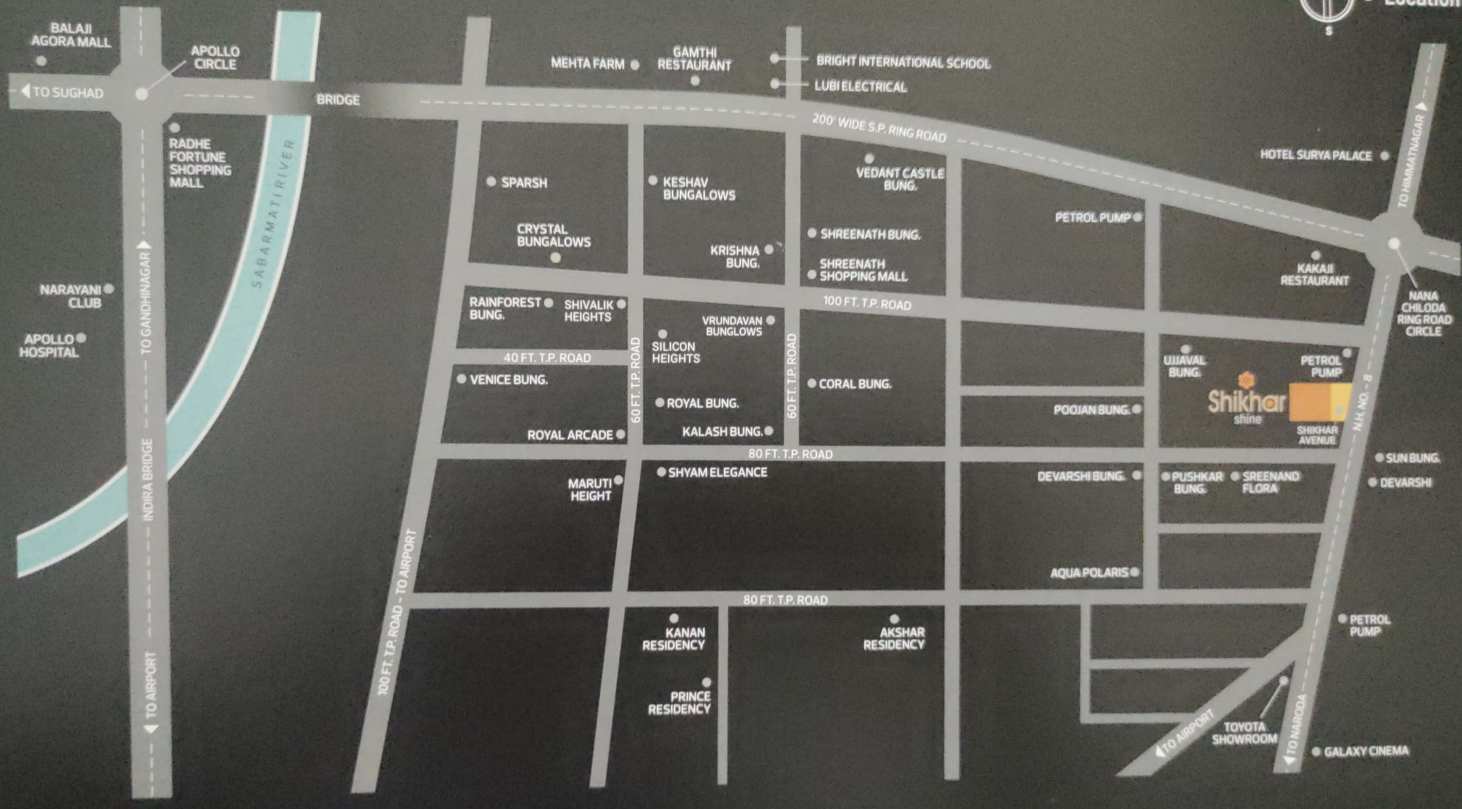 Location
S
BALAJI
AGORA MALL
APOLLO
CIRCLE
TO SUGHAD
BRIDGE
RADHE
FORTUNE
SHOPPING
MALL
SABARMATI RIVER
MEHTA FARM
GAMTHI
RESTAURANT
BRIGHT INTERNATIONAL SCHOOL
LUBI ELECTRICAL
200' WIDE S.P. RING ROAD
HOTEL SURYA PALACE
TO HIMMATNAGAR
SPARSH
KESHAV
BUNGALOWS
VEDANT CASTLE
BUNG.
PETROL PUMP
CRYSTAL
BUNGALOWS
KRISHNA
BUNG.
SHREENATH BUNG.
SHREENATH
SHOPPING MALL
KAKAJI
RESTAURANT
NANA
CHILODA
RING ROAD
CIRCLE
NARAYANI
CLUB
APOLLO
HOSPITAL
TO GANDHINAGAR
100 FT. T.P. ROAD
RAINFOREST
BUNG.
SHIVALIK
HEIGHTS
SILICON
HEIGHTS
VRUNDAVAN
BUNGLOWS
40 FT. T.P. ROAD
60 FT. T.P. ROAD
60 FT. T.P. ROAD
VENICE BUNG.
ROYAL BUNG.
CORAL BUNG.
UJJAVAL
BUNG.
PETROL
PUMP
Shikhar
shine
SHIKHAR
AVENUE
N.H. NO. - 8
POOJAN BUNG.
ROYAL ARCADE
KALASH BUNG.
80 FT. T.P. ROAD
INDIRA BRIDGE
MARUTI
HEIGHT
SHYAM ELEGANCE
DEVARSHI BUNG.
PUSHKAR
BUNG.
SREENAND
FLORA
SUN BUNG.
DEVARSHI
100 FT. T.P. ROAD - TO AIRPORT
AQUA POLARIS
80 FT. T.P. ROAD
KANAN
RESIDENCY
AKSHAR
RESIDENCY
PETROL
PUMP
PRINCE
RESIDENCY
TO AIRPORT
TO AIRPORT
TOYOTA
SHOWROOM
TO NARODA
GALAXY CINEMA